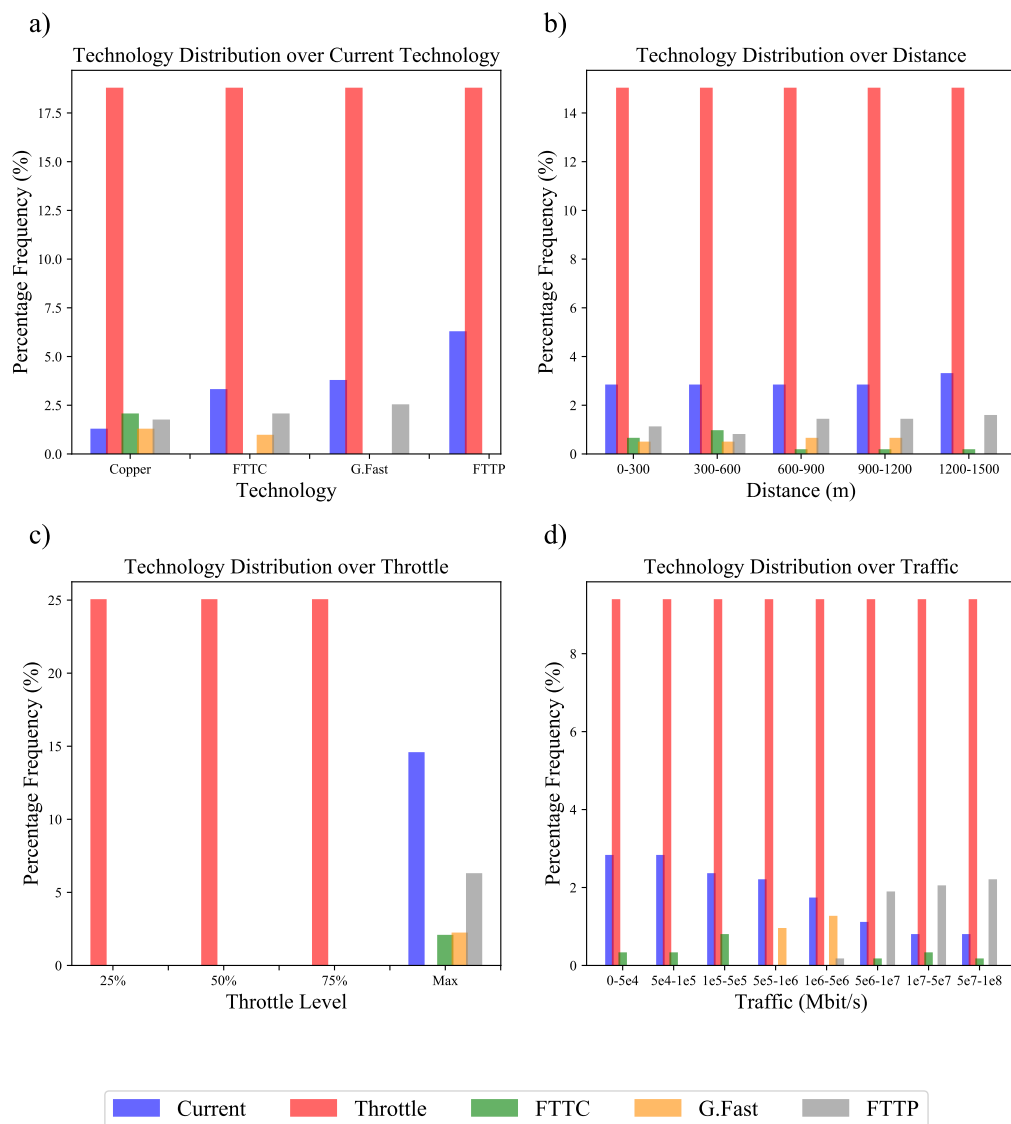 a)
Technology Distribution over Current Technology
Percentage Frequency (%)
17.5
15.0
12.5
10.0
7.5
5.0
2.5
0.0
Copper FTTC G.Fast FTTP
Technology
b)
Technology Distribution over Distance
Percentage Frequency (%)
14
12
10
8
6
4
2
0
0-300 300-600 600-900 900-1200 1200-1500
Distance (m)
c)
Technology Distribution over Throttle
Percentage Frequency (%)
25
20
15
10
5
0
25% 50% 75% Max
Throttle Level
d)
Technology Distribution over Traffic
Percentage Frequency (%)
8
6
4
2
0
0-5e4 5e4-1e5 1e5-5e5 5e5-1e6 1e6-5e6 5e6-1e7 1e7-5e7 5e7-1e8
Traffic (Mbit/s)
Current Throttle FTTC G.Fast FTTP